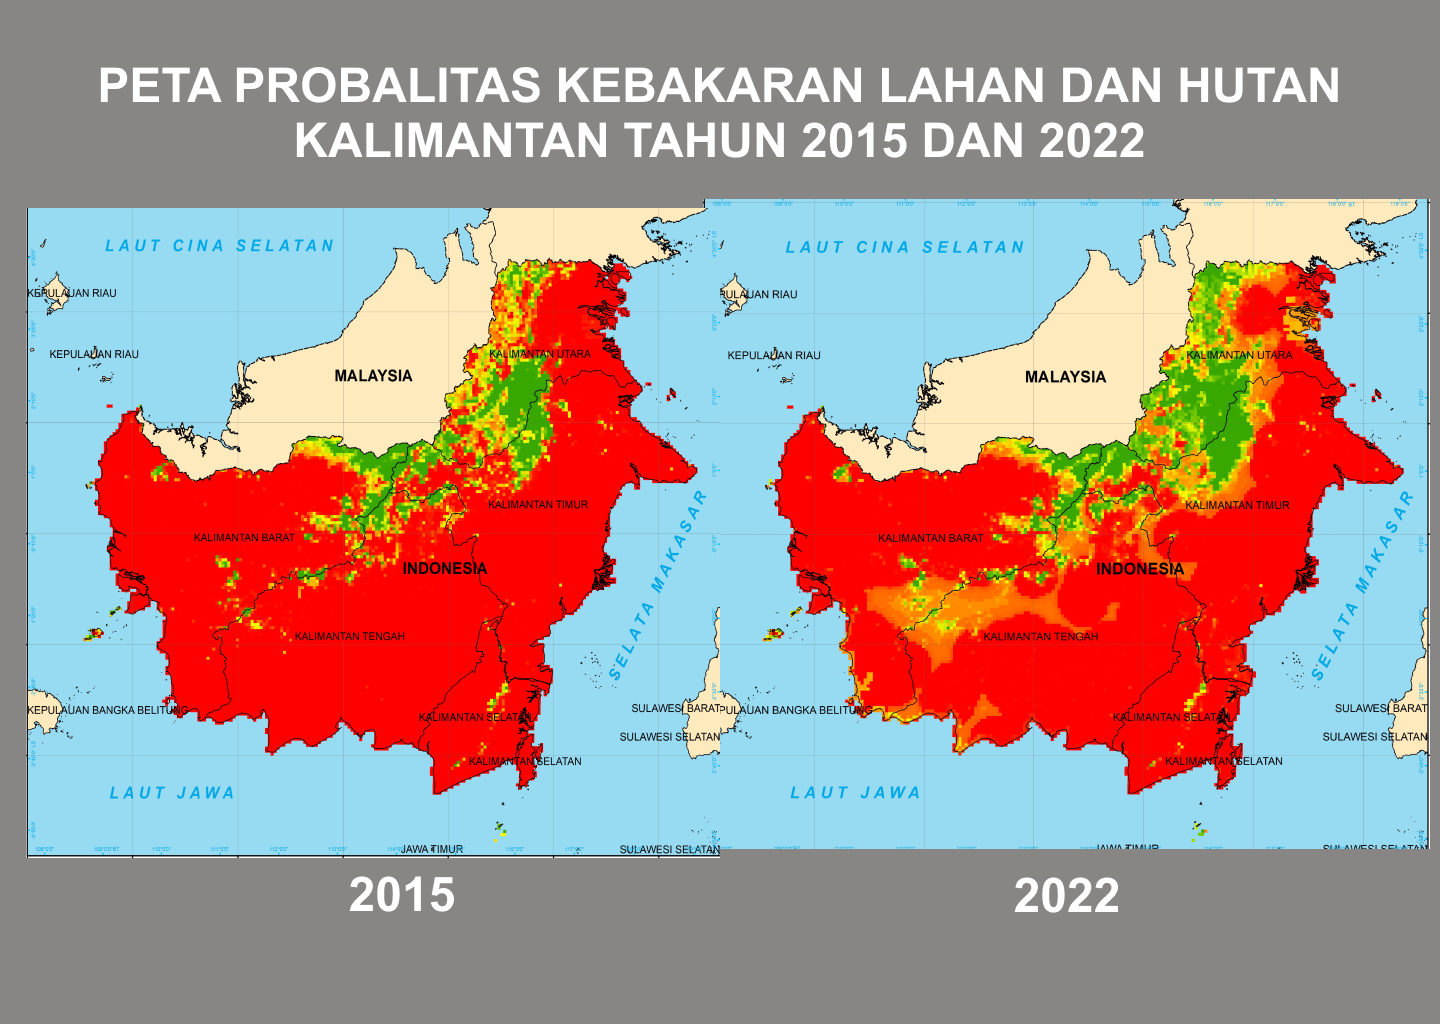 PETA PROBALITAS KEBAKARAN LAHAN DAN HUTAN
KALIMANTAN TAHUN 2015 DAN 2022
LAUT CINA SELATAN
KEPULAUAN RIAU
KEPULAUAN RIAU
KALIMANTAN UTARA
MALAYSIA
KALIMANTAN TIMUR
KALIMANTAN BARAT
INDONESIA
SELATA MAKASAR
KALIMANTAN TENGAH
KEPULAUAN BANGKA BELITUNG
SULAWESI BARAT
KALIMANTAN SELATAN
SULAWESI SELATAN
KALIMANTAN SELATAN
LAUT JAWA
JAWA TIMUR
SULAWESI SELATAN
2015
LAUT CINA SELATAN
PULAUAN RIAU
KEPULAUAN RIAU
KALIMANTAN UTARA
MALAYSIA
KALIMANTAN TIMUR
KALIMANTAN BARAT
INDONESIA
SELATA MAKASAR
KALIMANTAN TENGAH
PULAUAN BANGKA BELITUNG
SULAWESI BARAT
KALIMANTAN SELATAN
SULAWESI SELATAN
KALIMANTAN SELATAN
LAUT JAWA
JAWA TIMUR
SULAWESI SELATAN
2022